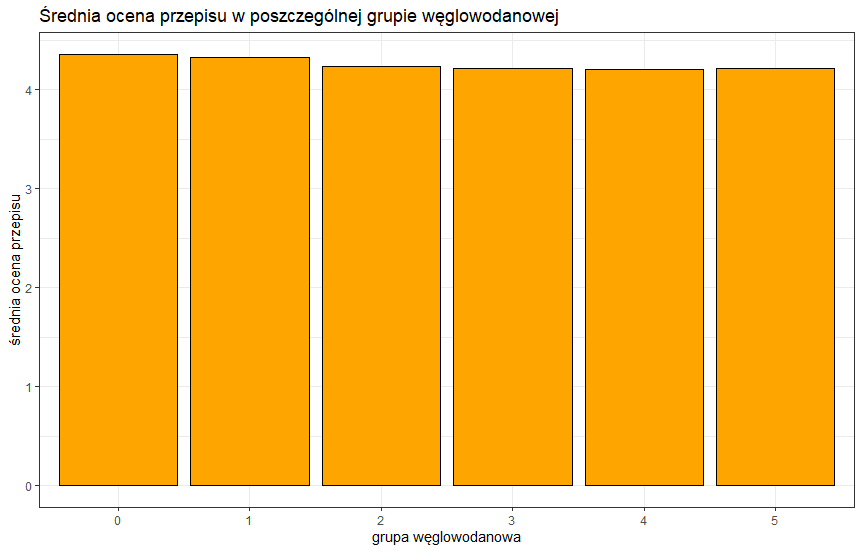 Średnia ocena przepisu w poszczególnej grupie węglowodanowej
średnia ocena przepisu
4
3
2
1
0
0 1 2 3 4 5
grupa węglowodanowa